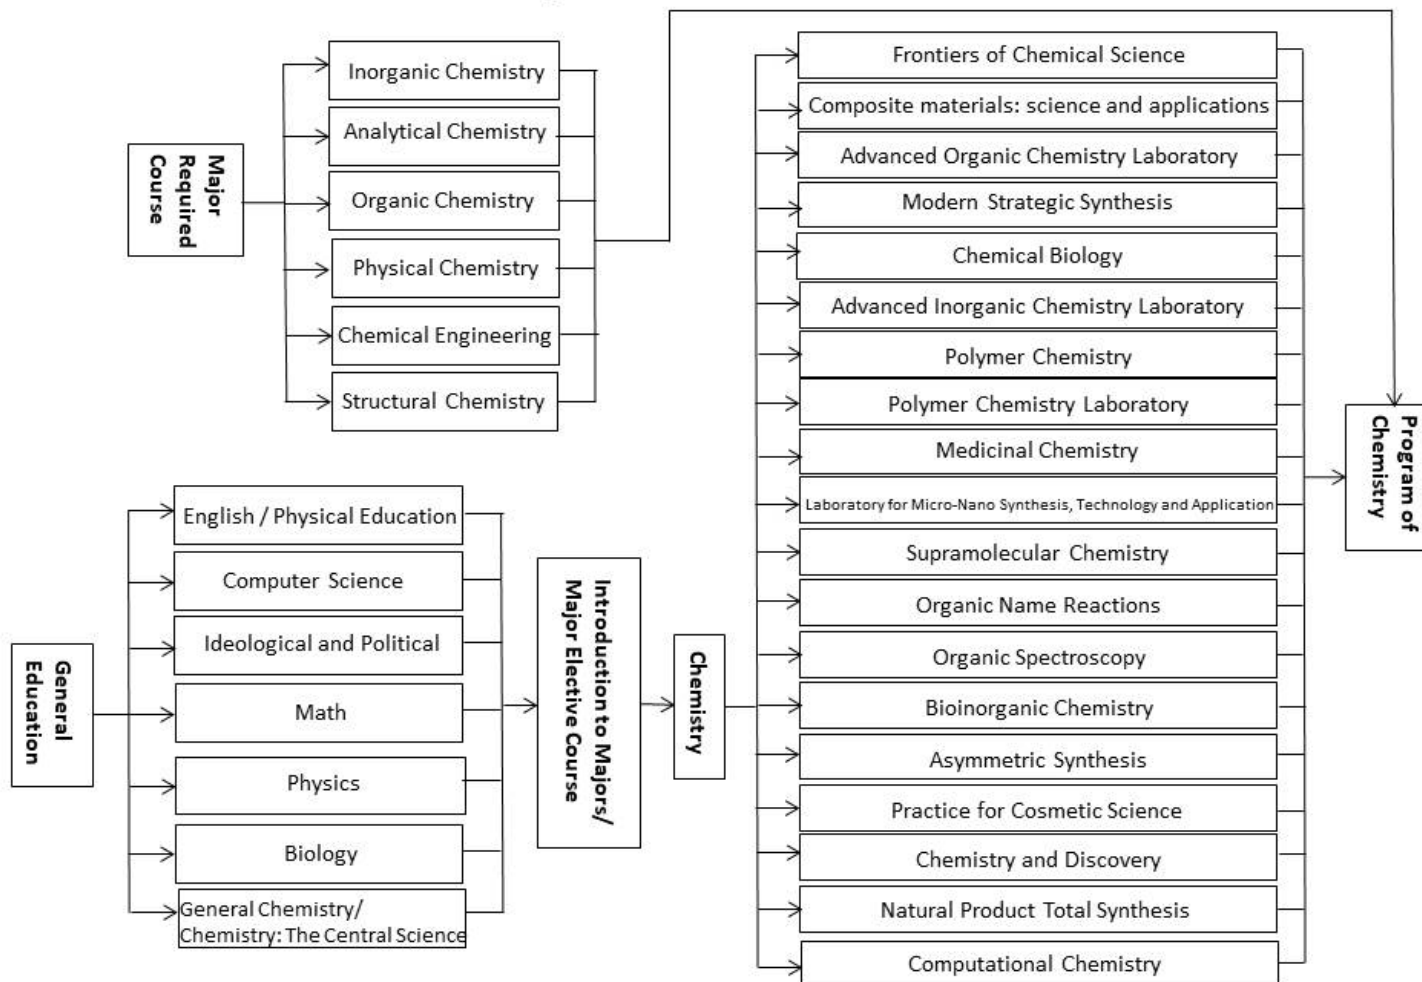 Major
Required
Course
Inorganic Chemistry
Analytical Chemistry
Organic Chemistry
Physical Chemistry
Chemical Engineering
Structural Chemistry
General
Education
English / Physical Education
Computer Science
Ideological and Political
Math
Physics
Biology
General Chemistry/
Chemistry: The Central Science
Introduction to Majors/
Major Elective Course
Chemistry
Frontiers of Chemical Science
Composite materials: science and applications
Advanced Organic Chemistry Laboratory
Modern Strategic Synthesis
Chemical Biology
Advanced Inorganic Chemistry Laboratory
Polymer Chemistry
Polymer Chemistry Laboratory
Medicinal Chemistry
Laboratory for Micro-Nano Synthesis, Technology and Application
Supramolecular Chemistry
Organic Name Reactions
Organic Spectroscopy
Bioinorganic Chemistry
Asymmetric Synthesis
Practice for Cosmetic Science
Chemistry and Discovery
Natural Product Total Synthesis
Computational Chemistry
Program of
Chemistry